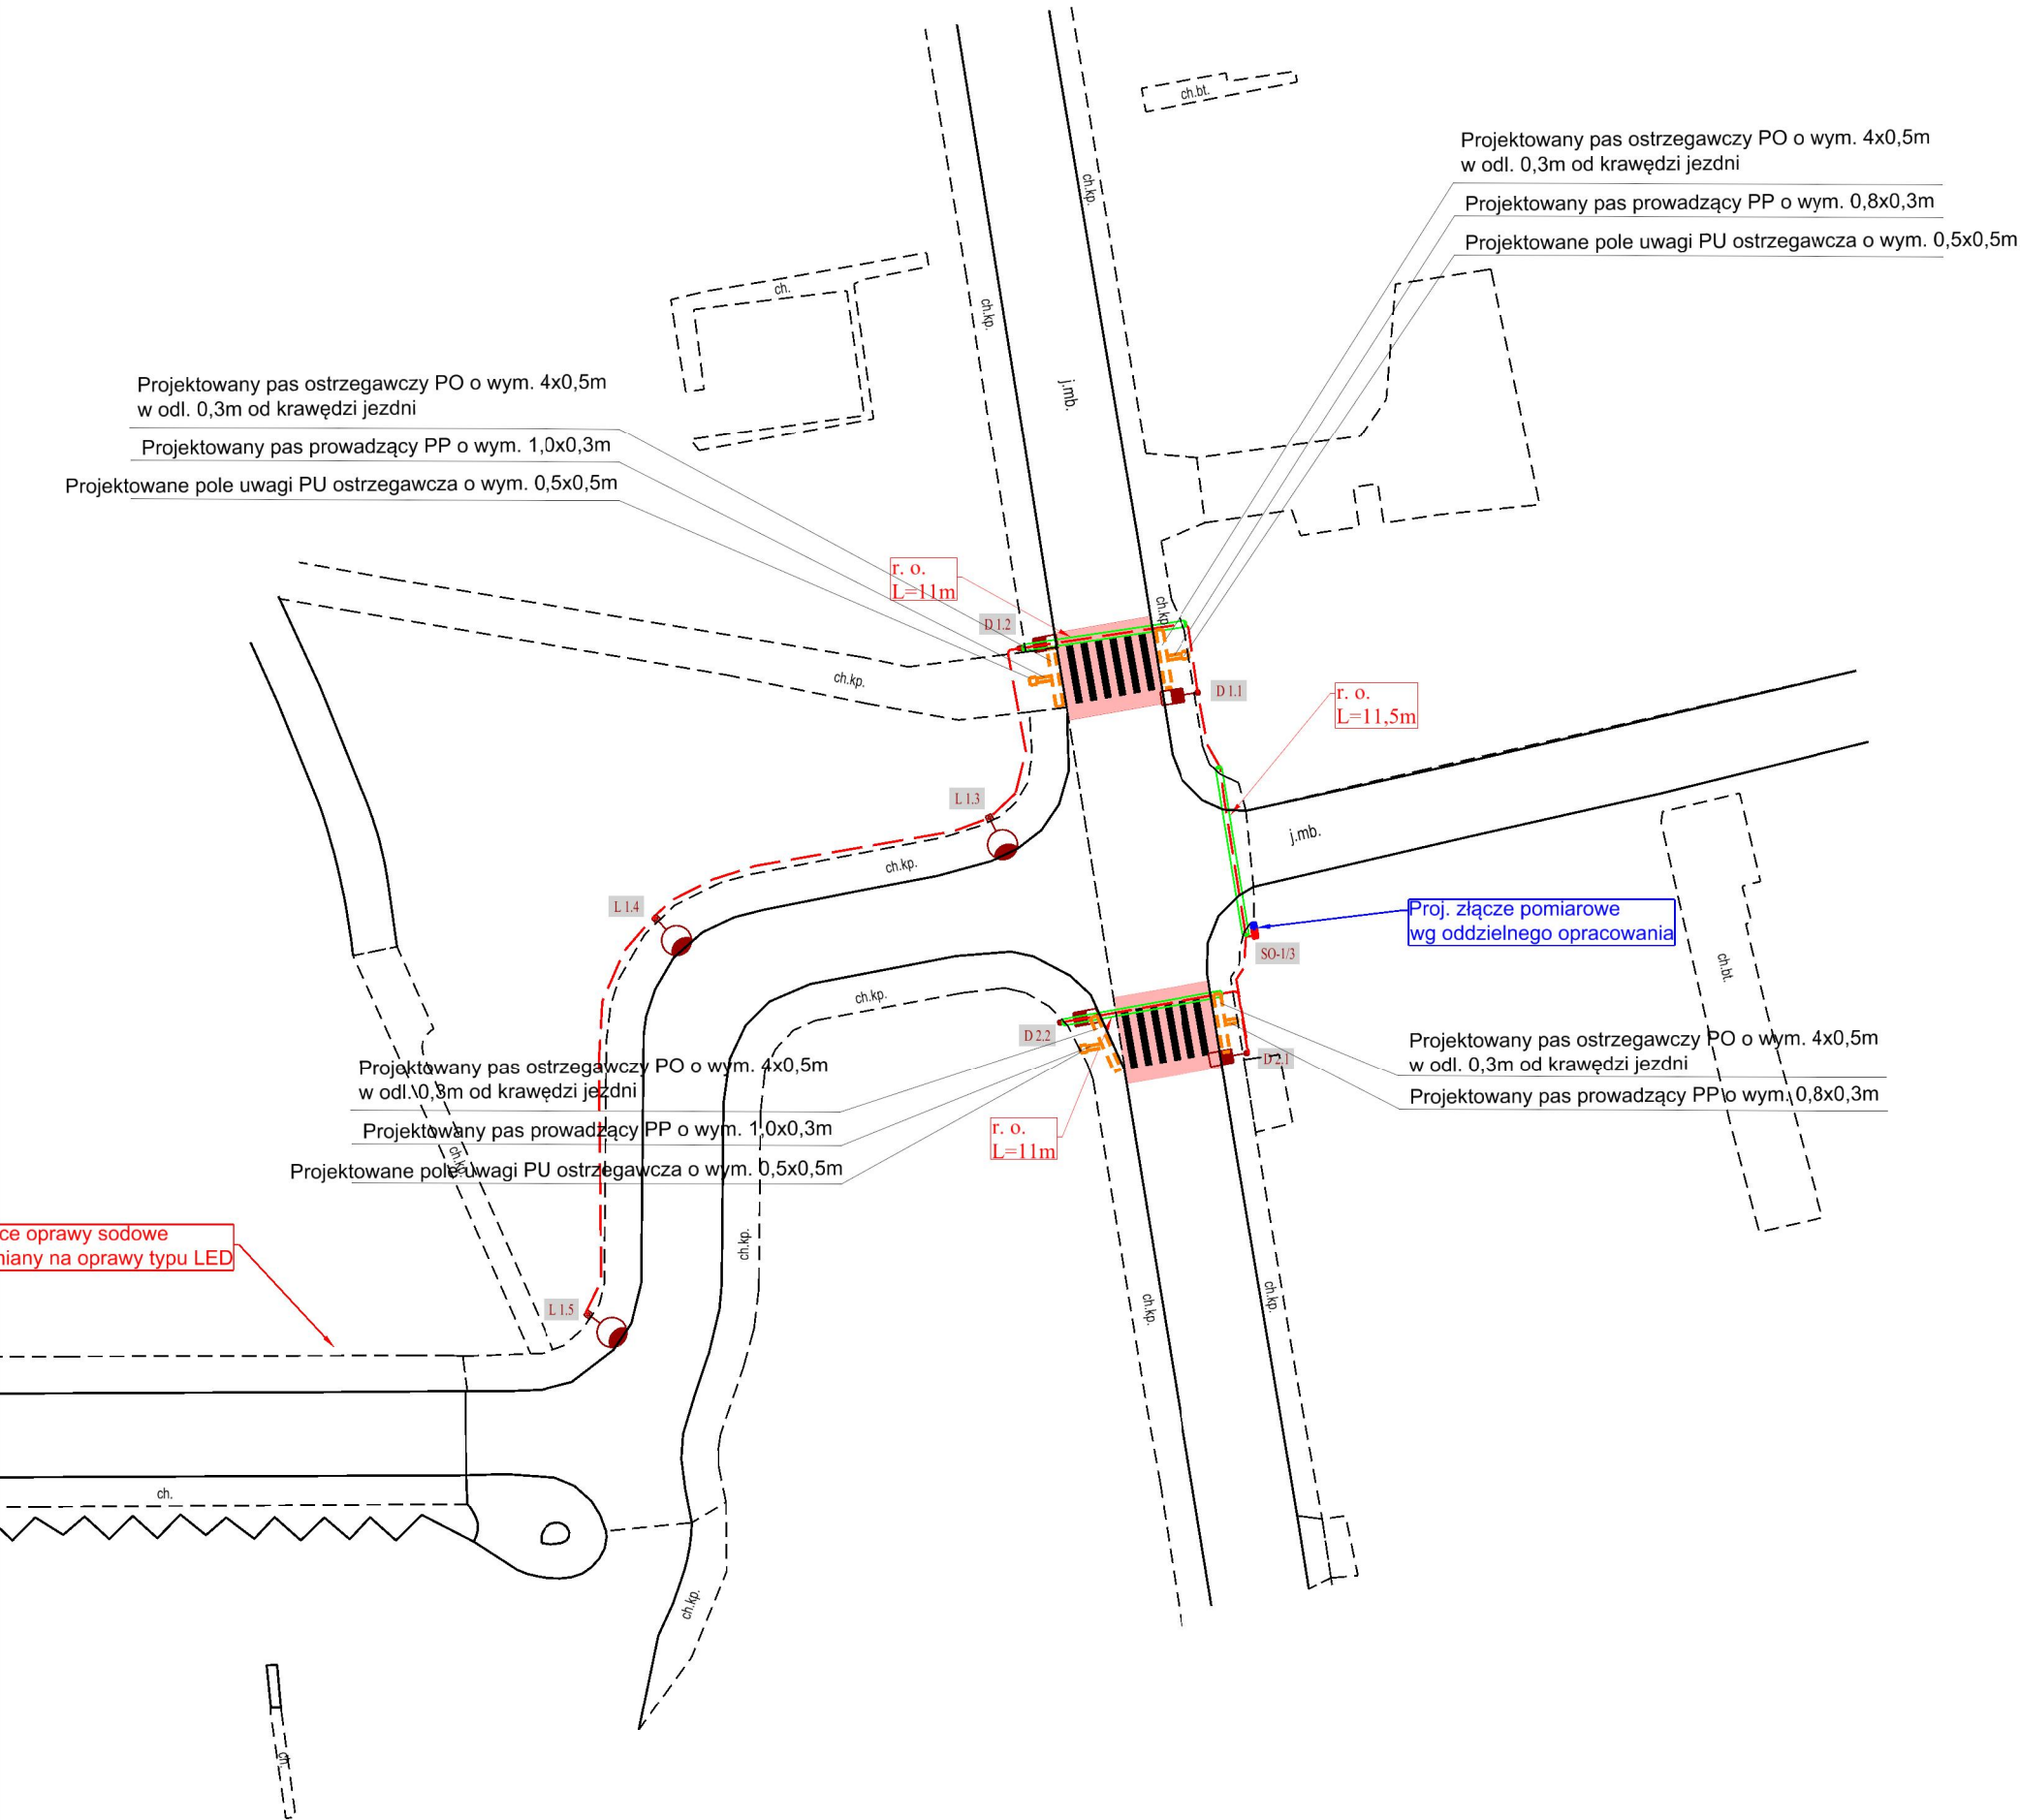 ch.bt.
Projektowany pas ostrzegawczy PO o wym. 4x0,5m
w odl. 0,3m od krawędzi jezdni
Projektowany pas prowadzący PP o wym. 0,8x0,3m
Projektowane pole uwagi PU ostrzegawcza o wym. 0,5x0,5m
ch.kp.
ch.
ch.kp.
j.mb.
Projektowany pas ostrzegawczy PO o wym. 4x0,5m
w odl. 0,3m od krawędzi jezdni
Projektowany pas prowadzący PP o wym. 1,0x0,3m
Projektowane pole uwagi PU ostrzegawcza o wym. 0,5x0,5m
r. o.
L=11m
ch.kp.
D 1.2
ch.kp.
D 1.1
r. o.
L=11,5m
L 1.3
j.mb.
ch.kp.
L 1.4
Proj. złącze pomiarowe
wg oddzielnego opracowania
SO-1/3
ch.bt.
ch.kp.
D 2.2
D 2.1
Projektowany pas ostrzegawczy PO o wym. 4x0,5m
w odl. 0,3m od krawędzi jezdni
Projektowany pas prowadzący PP o wym. 0,8x0,3m
Projektowany pas ostrzegawczy PO o wym. 4x0,5m
w odl. 0,3m od krawędzi jezdni
Projektowany pas prowadzący PP o wym. 1,0x0,3m
Projektowane pole uwagi PU ostrzegawcza o wym. 0,5x0,5m
r. o.
L=11m
ch.kp.
ch.kp.
ce oprawy sodowe
niany na oprawy typu LED
L 1.5
ch.kp.
ch.kp.
ch.
ch.kp.
ch.